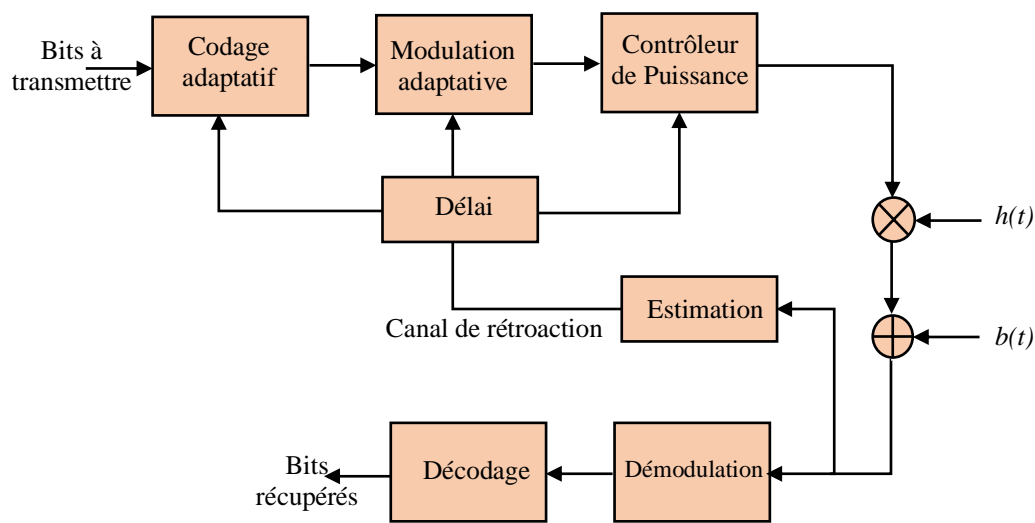 Bits à
transmettre
Codage
adaptatif
Modulation
adaptative
Contrôleur
de Puissance
Délai
h(t)
Estimation
Canal de rétroaction
b(t)
Bits
récupérés
Décodage
Démodulation